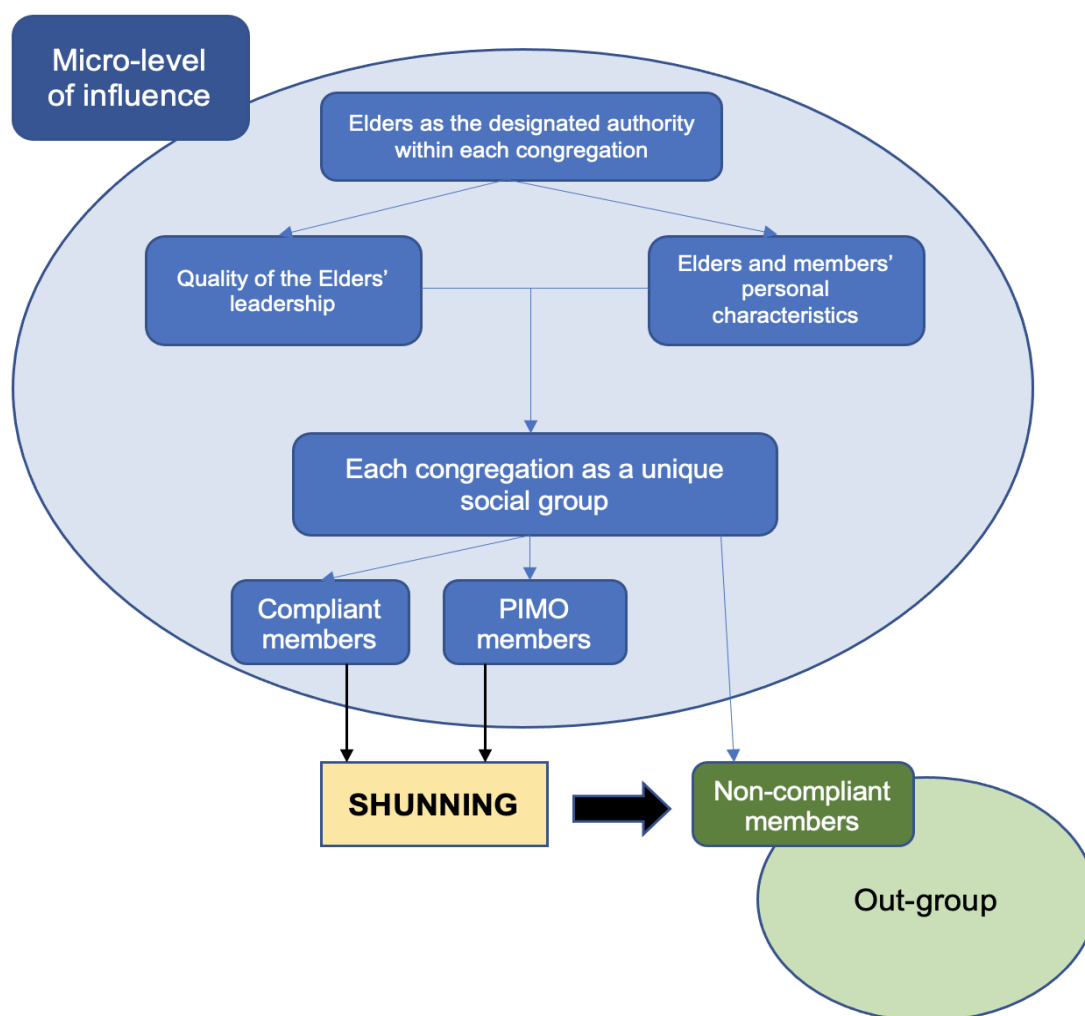 Micro-level
of influence
Elders as the designated authority
within each congregation
Quality of the Elders’
leadership
Elders and members’
personal
characteristics
Each congregation as a unique
social group
Compliant
members
PIMO
members
SHUNNING
Non-compliant
members
Out-group